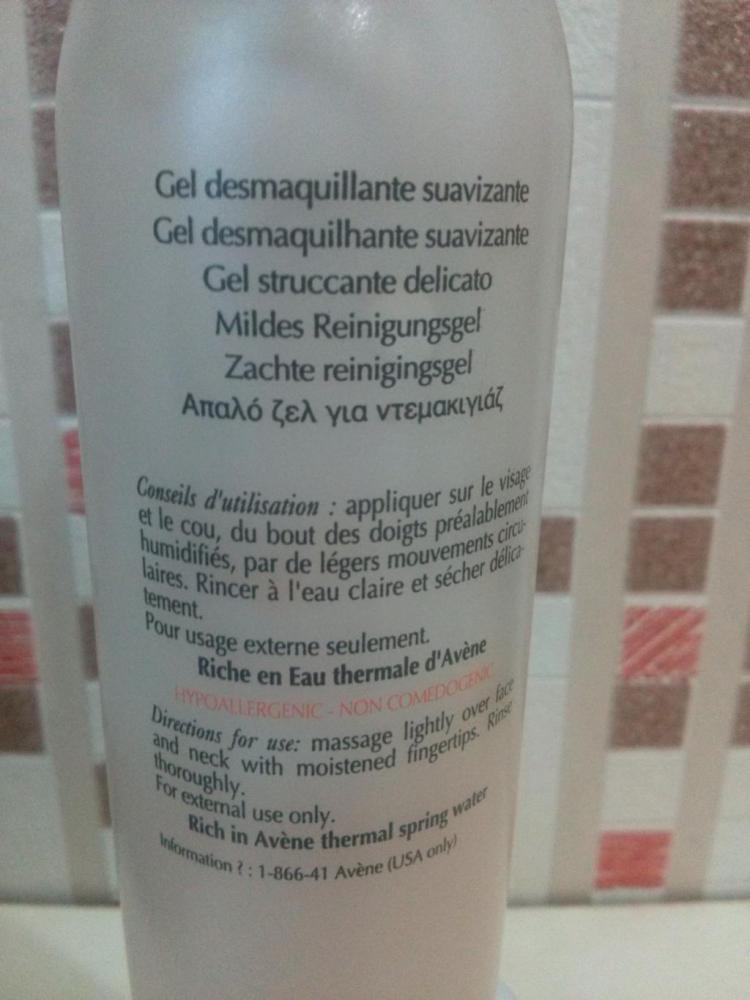 Gel desmaquillante suavizante
Gel desmaquilhante suavizante
Gel struccante delicato
Mildes Reinigungsgel
Zachte reinigingsgel
Απαλό ζελ για ντεμακιγιάζ
Conseils d'utilisation : appliquer sur le visage
et le cou, du bout des doigts préalablement
humidifiés, par de légers mouvements circu-
laires. Rincer à l'eau claire et sécher délica-
tement.
Pour usage externe seulement.
Riche en Eau thermale d'Avène
HYPOALLERGENIC - NON COMEDOGENIC
Directions for use: massage lightly over face
and neck with moistened fingertips. Rinse
thoroughly.
For external use only.
Rich in Avène thermal spring water
Information ? : 1-866-41 Avène (USA only)